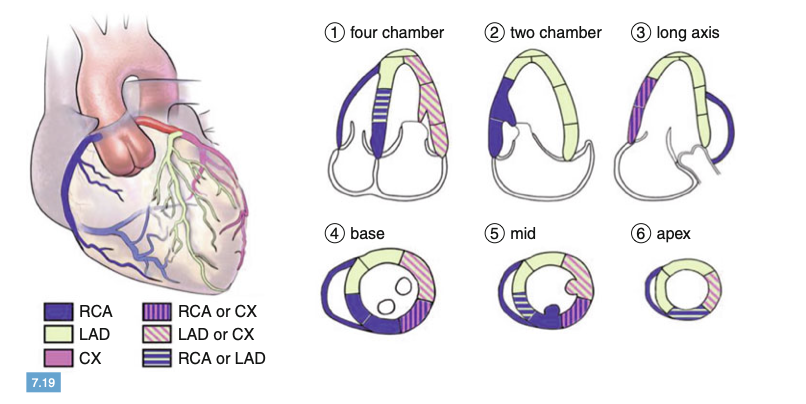 ① four chamber
② two chamber
③ long axis
④ base
⑤ mid
⑥ apex
RCA
RCA or CX
LAD
LAD or CX
CX
RCA or LAD
7.19